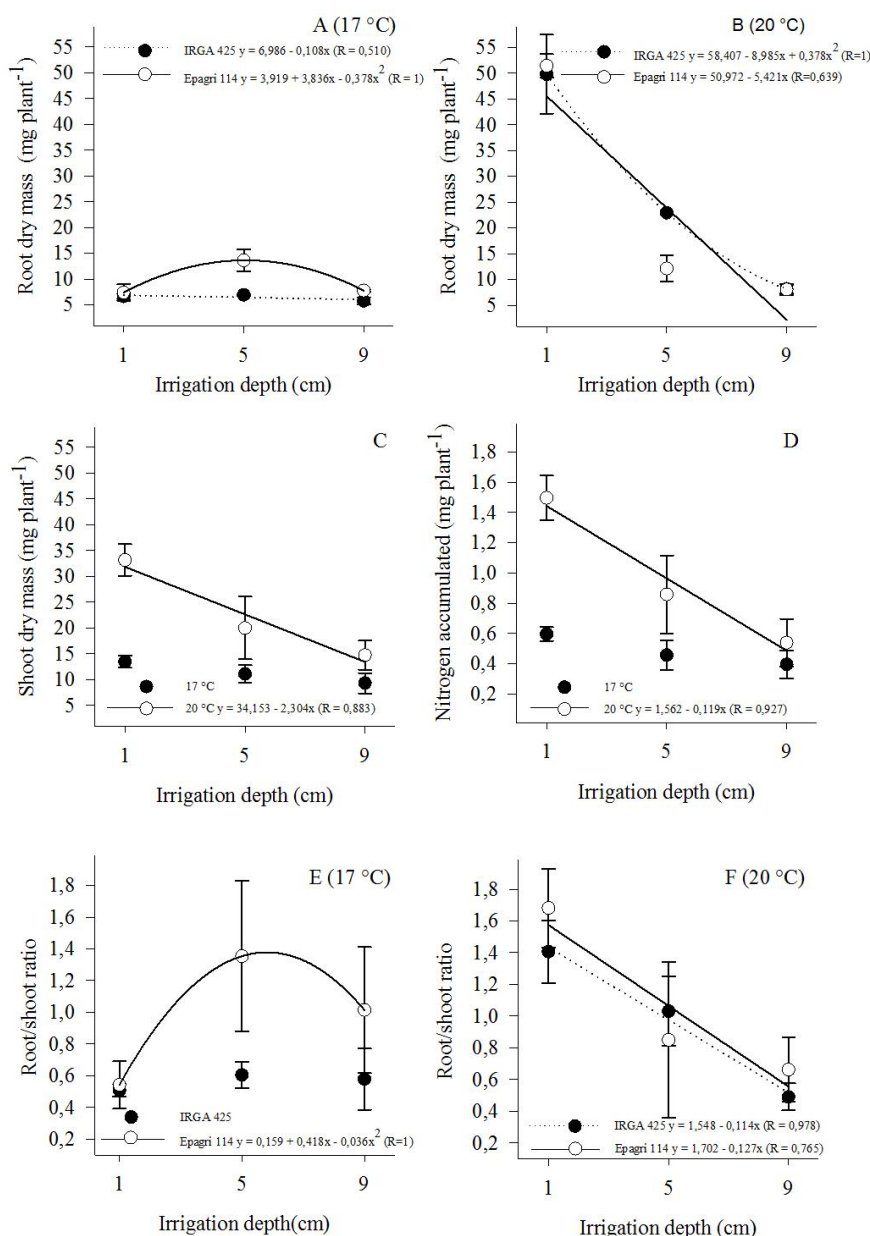 A (17 °C)
55
50
45
40
35
30
25
20
15
10
5
Root dry mass (mg plant-1)
IRGA 425 y = 6,986 - 0,108x (R = 0,510)
Epagri 114 y = 3,919 + 3,836x -0,378x2 (R = 1)
1 5 9
Irrigation depth (cm)
B (20 °C)
55
50
45
40
35
30
25
20
15
10
5
Root dry mass (mg plant-1)
IRGA 425 y = 58,407 - 8,985x + 0,378x2 (R=1)
Epagri 114 y = 50,972 - 5,421x (R=0,639)
1 5 9
Irrigation depth (cm)
C
55
50
45
40
35
30
25
20
15
10
5
Shoot dry mass (mg plant-1)
17 °C
20 °C y = 34,153 - 2,304x (R = 0,883)
1 5 9
Irrigation depth (cm)
D
1,8
1,6
1,4
1,2
1,0
0,8
0,6
0,4
0,2
Nitrogen accumulated (mg plant-1)
17 °C
20 °C y = 1,562 - 0,119x (R = 0,927)
1 5 9
Irrigation depth (cm)
E (17 °C)
1,8
1,6
1,4
1,2
1,0
0,8
0,6
0,4
0,2
Root/shoot ratio
IRGA 425
Epagri 114 y = 0,159 + 0,418x - 0,036x2 (R=1)
1 5 9
Irrigation depth(cm)
F (20 °C)
1,8
1,6
1,4
1,2
1,0
0,8
0,6
0,4
0,2
Root/shoot ratio
IRGA 425 y = 1,548 -0,114x (R = 0,978)
Epagri 114 y = 1,702 -0,127x (R = 0,765)
1 5 9
Irrigation depth (cm)